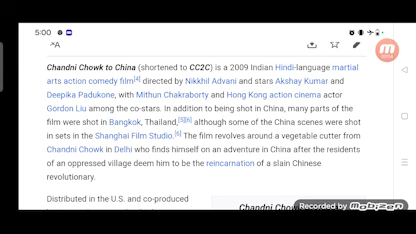 5:00
文A
00:04
Chandni Chowk to China (shortened to CC2C) is a 2009 Indian Hindi-language martial
arts action comedy film[4] directed by Nikkhil Advani and stars Akshay Kumar and
Deepika Padukone, with Mithun Chakraborty and Hong Kong action cinema actor
Gordon Liu among the co-stars. In addition to being shot in China, many parts of the
film were shot in Bangkok, Thailand,[5][6] although some of the China scenes were shot
in sets in the Shanghai Film Studio.[6] The film revolves around a vegetable cutter from
Chandni Chowk in Delhi who finds himself on an adventure in China after the residents
of an oppressed village deem him to be the reincarnation of a slain Chinese
revolutionary.
Distributed in the U.S. and co-produced
Chandni Chow
Recorded by Mobizen